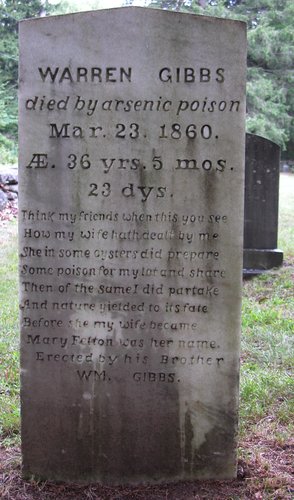 WARREN GIBBS
died by arsenic poison
Mar. 23. 1860.
Æ. 36 yrs. 5 mos.
23 dys.
Think my friends when this you see
How my wife hath dealt by me
She in some oysters did prepare
Some poison for my lot and share
Then of the same I did partake
And nature yielded to its fate
Before she my wife became
Mary Felton was her name.
Erected by his Brother
WM. GIBBS.